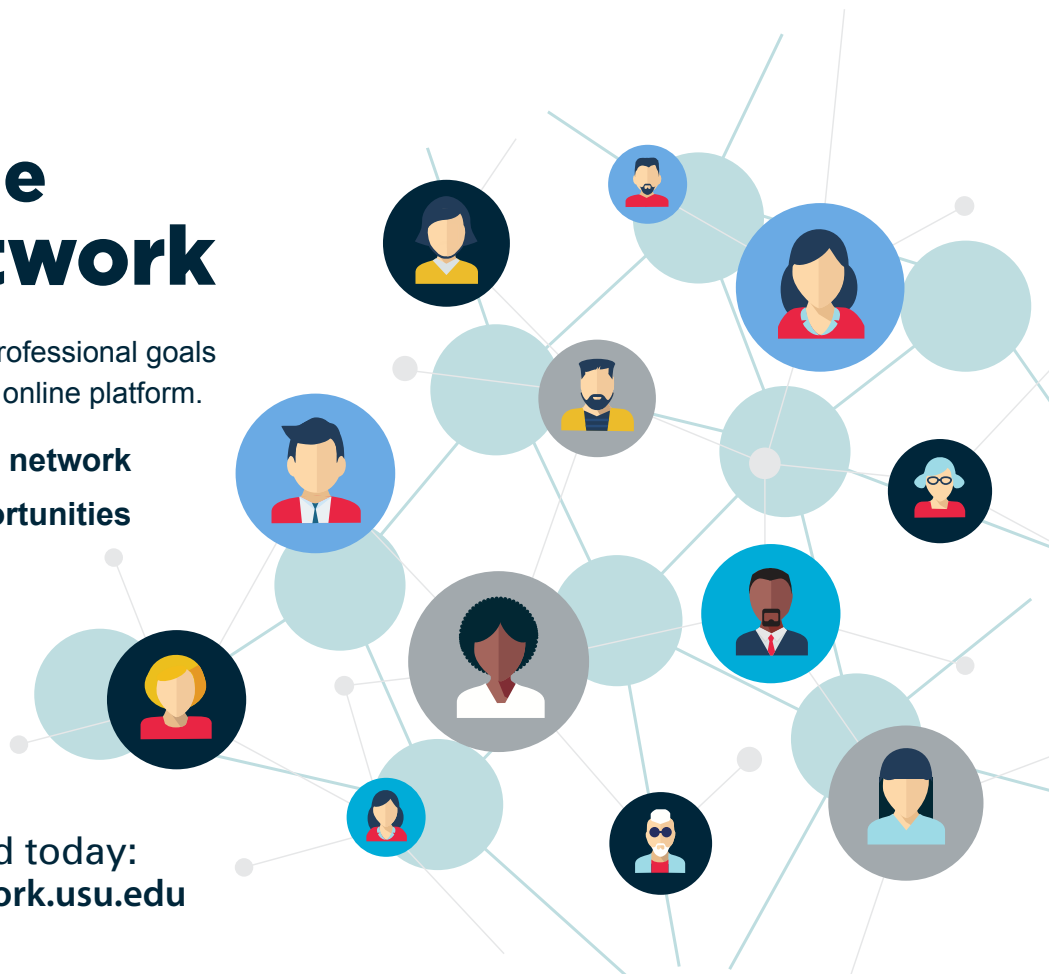 e
twork
rofessional goals
online platform.
network
ortunities
d today:
ork.usu.edu